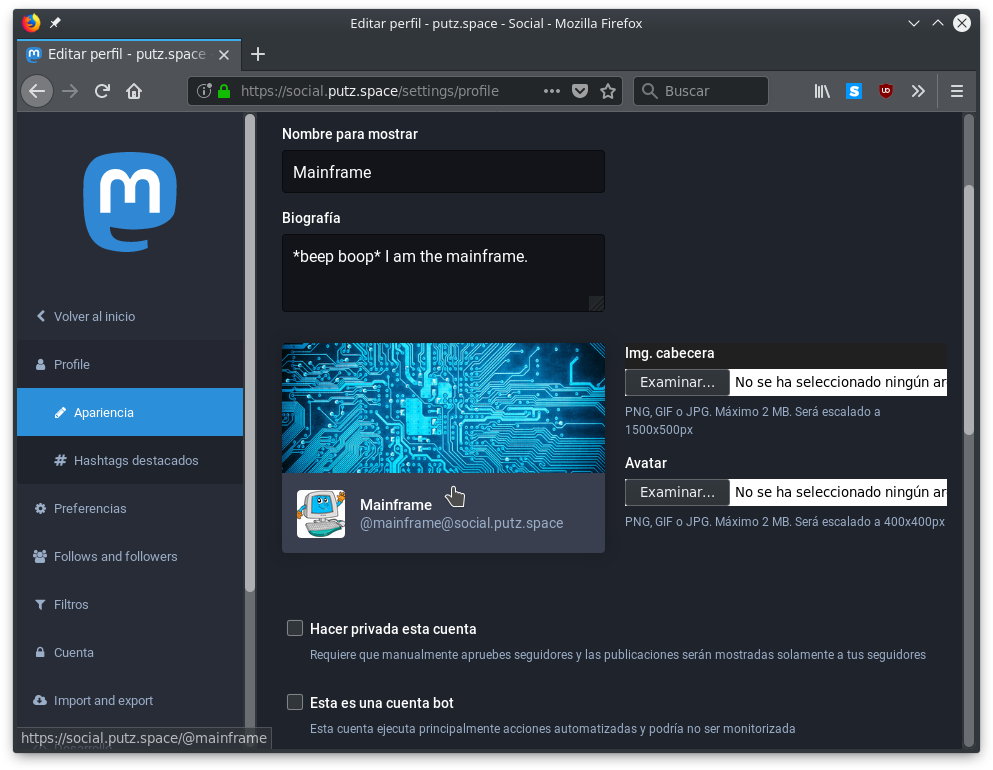 Editar perfil - putz.space - Social - Mozilla Firefox
Editar perfil - putz.space
https://social.putz.space/settings/profile
Buscar
Nombre para mostrar
Mainframe
Biografía
*beep boop* I am the mainframe.
Volver al inicio
Profile
Apariencia
Hashtags destacados
Preferencias
Follows and followers
Filtros
Cuenta
Import and export
https://social.putz.space/@mainframe
Mainframe
@mainframe@social.putz.space
Img. cabecera
Examinar... No se ha seleccionado ningún ar
PNG, GIF o JPG. Máximo 2 MB. Será escalado a
1500x500px
Avatar
Examinar... No se ha seleccionado ningún ar
PNG, GIF o JPG. Máximo 2 MB. Será escalado a 400x400px
Hacer privada esta cuenta
Requiere que manualmente apruebes seguidores y las publicaciones serán mostradas solamente a tus seguidores
Esta es una cuenta bot
Esta cuenta ejecuta principalmente acciones automatizadas y podría no ser monitorizada